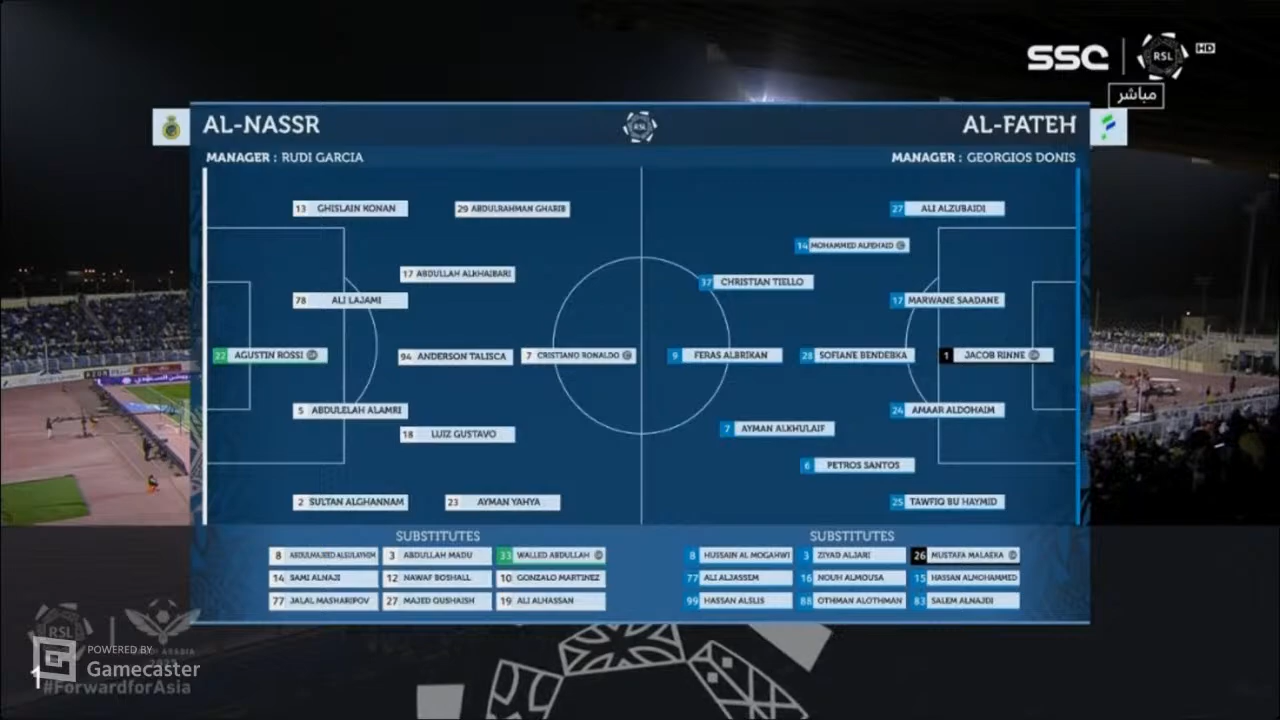 SSC RSL HD
مباشر
AL-NASSR RSL AL-FATEH
MANAGER : RUDI GARCIA MANAGER : GEORGIOS DONIS
13 GHISLAIN KONAN 29 ABDULRAHMAN GHARIB 27 ALI ALZUBAIDI
14 MOHAMMED ALFEHAID C
17 ABDULLAH ALKHAIBARI 37 CHRISTIAN TIELLO
78 ALI LAJAMI 17 MARWANE SAADANE
22 AGUSTIN ROSSI GK 94 ANDERSON TALISCA 7 CRISTIANO RONALDO C 9 FERAS ALBRIKAN 28 SOFIANE BENDEBKA 1 JACOB RINNE GK
5 ABDULELAH ALAMRI 24 AMAAR ALDOHAIM
18 LUIZ GUSTAVO 7 AYMAN ALKHULAIF
6 PETROS SANTOS
2 SULTAN ALGHANNAM 23 AYMAN YAHYA 25 TAWFIQ BU HAYMID
SUBSTITUTES SUBSTITUTES
8 ABDULMAJEED ALSULAYHEM 3 ABDULLAH MADU 33 WALLED ABDULLAH GK 8 HUSSAIN AL MOGAHWI 3 ZIYAD ALJARI 26 MUSTAFA MALAEKA GK
14 SAMI ALNAJI 12 NAWAF BOSHALL 10 GONZALO MARTINEZ 77 ALI ALJASSEM 16 NOUH ALMOUSA 15 HASSAN ALMOHAMMED
77 JALAL MASHARIPOV 27 MAJED QUSHAISH 19 ALI ALHASSAN 99 HASSAN ALSLIS 88 OTHMAN ALOTHMAN 83 SALEM ALNAJDI
RSL
POWERED BY
Gamecaster
#ForwardforAsia